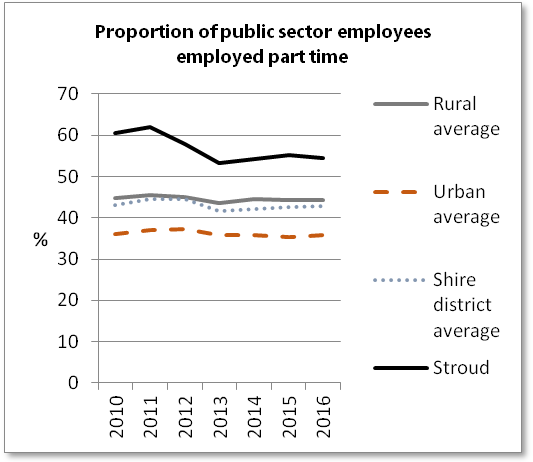 Proportion of public sector employees
employed part time
70
60
50
40
30
20
10
0
%
2010
2011
2012
2013
2014
2015
2016
Rural
average
Urban
average
Shire
district
average
Stroud